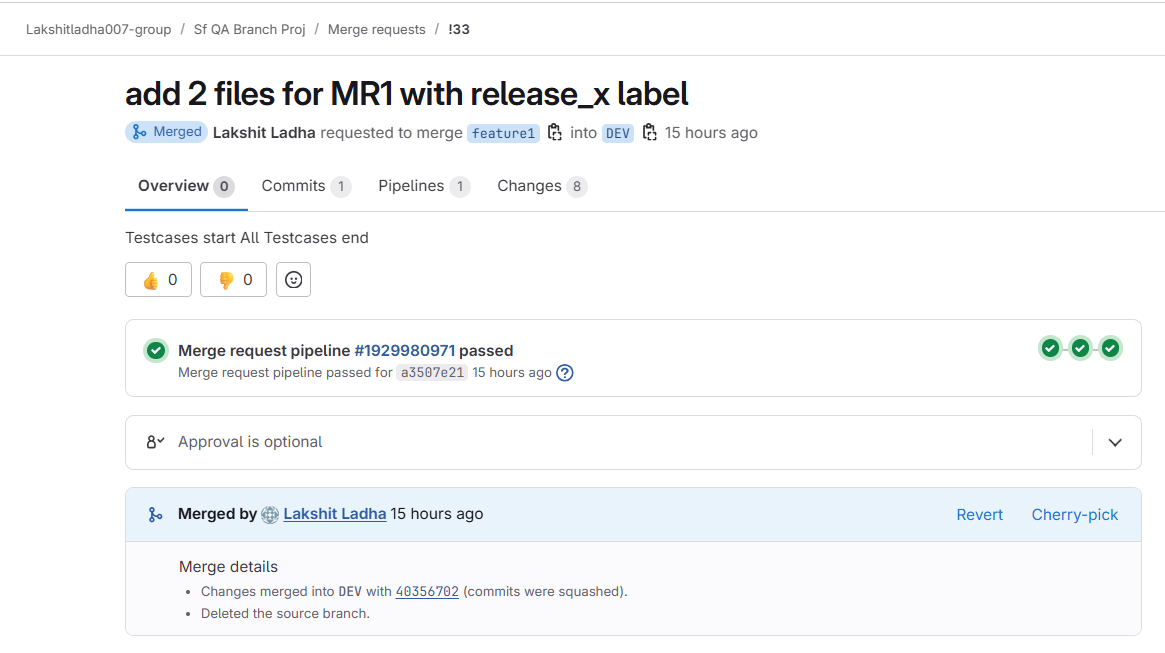 Lakshitladha007-group / Sf QA Branch Proj / Merge requests / !33
add 2 files for MR1 with release_x label
Merged Lakshit Ladha requested to merge feature1 into DEV 15 hours ago
Overview 0 Commits 1 Pipelines 1 Changes 8
Testcases start All Testcases end
👍 0 👎 0
Merge request pipeline #1929980971 passed
Merge request pipeline passed for a3507e21 15 hours ago ?
Approval is optional
Merged by Lakshit Ladha 15 hours ago Revert Cherry-pick
Merge details
• Changes merged into DEV with 40356702 (commits were squashed).
• Deleted the source branch.